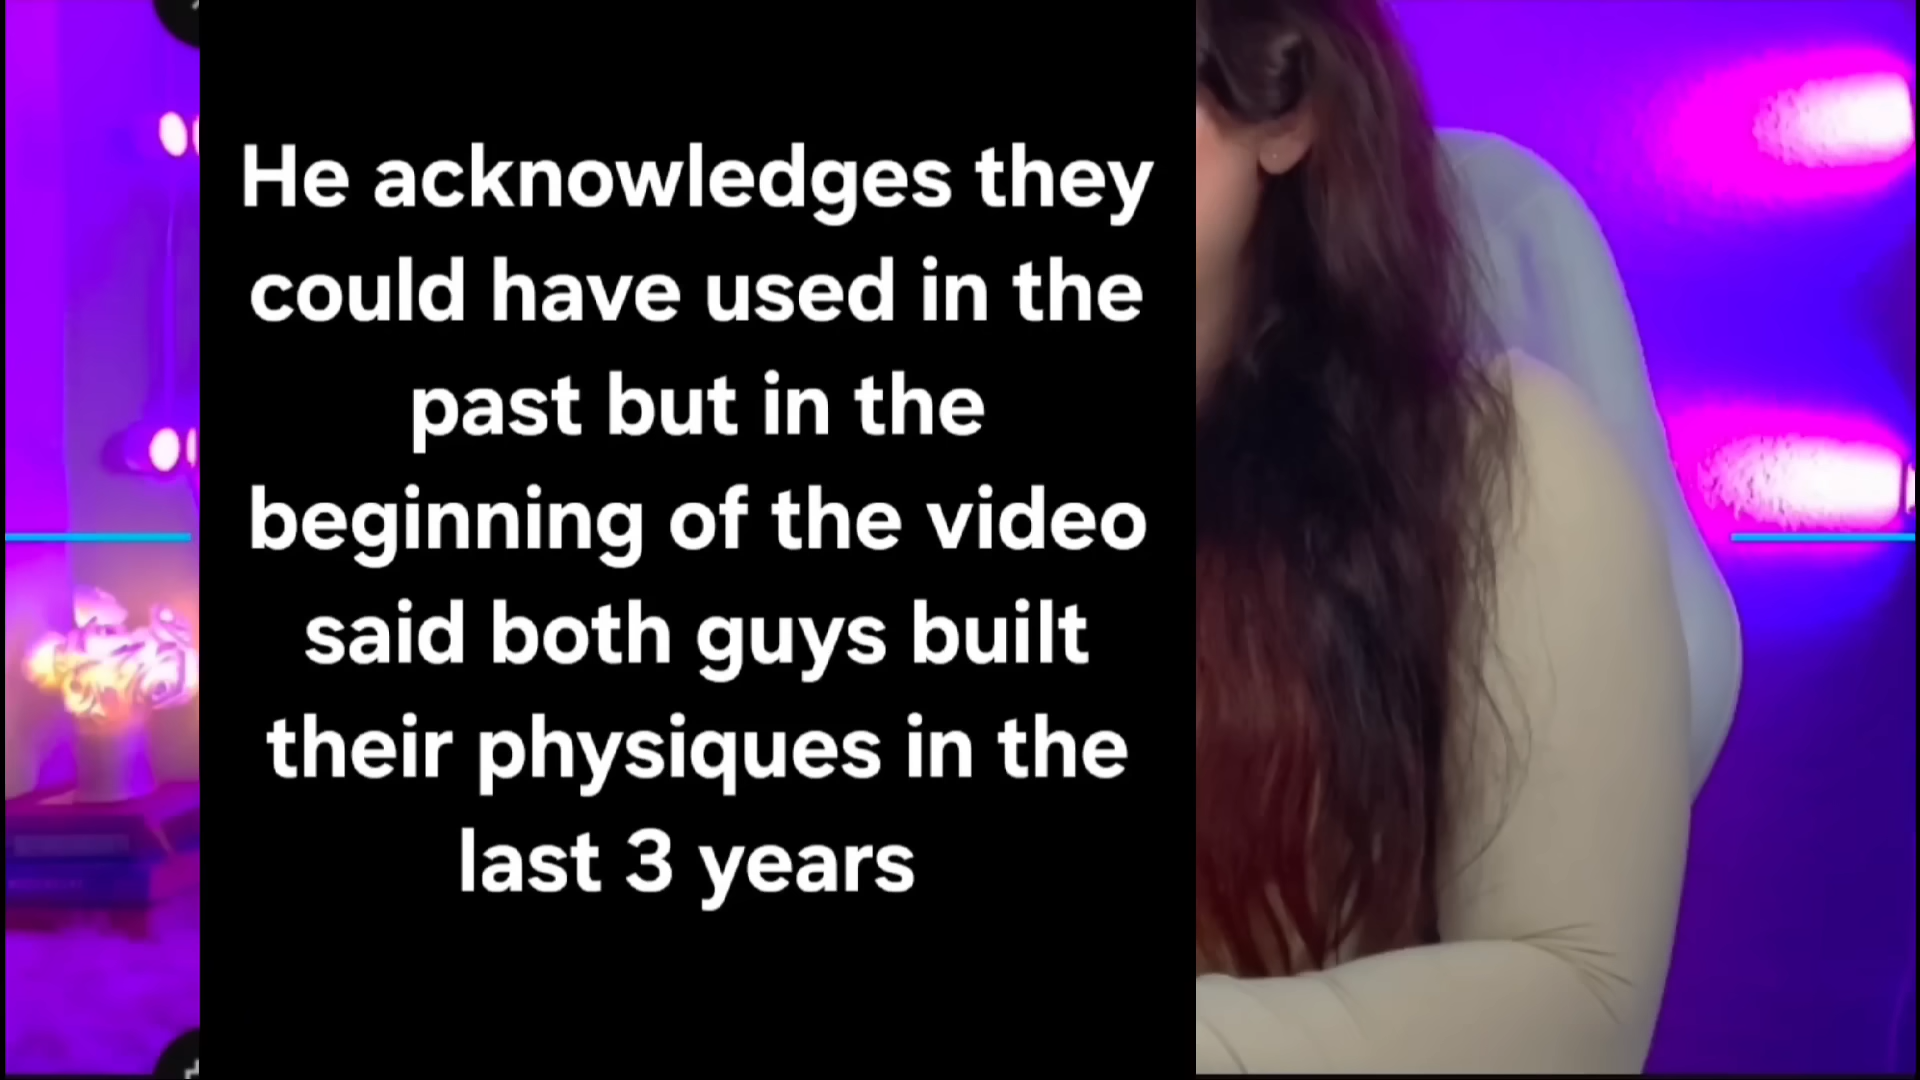 He acknowledges they
could have used in the
past but in the
beginning of the video
said both guys built
their physiques in the
last 3 years